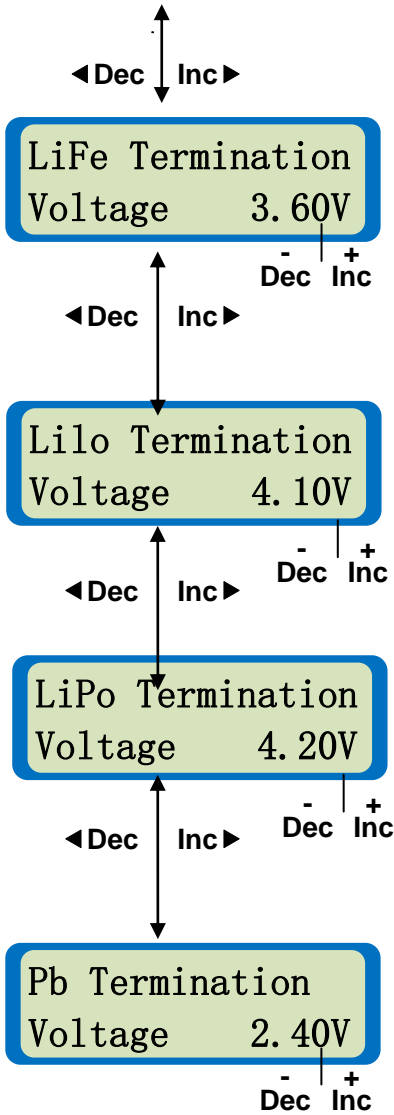 ◄Dec Inc►
LiFe Termination
Voltage 3.60V
- +
Dec Inc
◄Dec Inc►
Lilo Termination
Voltage 4.10V
- +
Dec Inc
◄Dec Inc►
LiPo Termination
Voltage 4.20V
- +
Dec Inc
◄Dec Inc►
Pb Termination
Voltage 2.40V
- +
Dec Inc